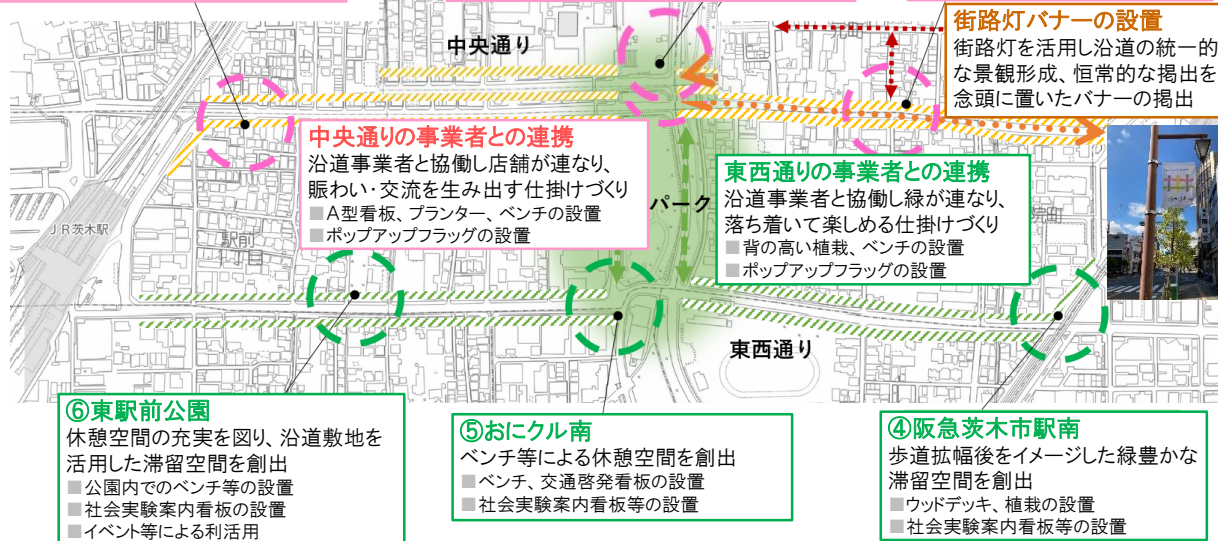 街路灯バナーの設置
街路灯を活用し沿道の統一的
な景観形成、恒常的な掲出を
念頭に置いたバナーの掲出
中央通り
中央通りの事業者との連携
沿道事業者と協働し店舗が連なり、
賑わい・交流を生み出す仕掛けづくり
■A型看板、プランター、ベンチの設置
■ポップアップフラッグの設置
パーク
東西通りの事業者との連携
沿道事業者と協働し緑が連なり、
落ち着いて楽しめる仕掛けづくり
■背の高い植栽、ベンチの設置
■ポップアップフラッグの設置
JR茨木駅
駅前
東西通り
⑥東駅前公園
休憩空間の充実を図り、沿道敷地を
活用した滞留空間を創出
■公園内でのベンチ等の設置
■社会実験案内看板の設置
■イベント等による利活用
⑤おにクル南
ベンチ等による休憩空間を創出
■ベンチ、交通啓発看板の設置
■社会実験案内看板等の設置
④阪急茨木市駅南
歩道拡幅後をイメージした緑豊かな
滞留空間を創出
■ウッドデッキ、植栽の設置
■社会実験案内看板等の設置